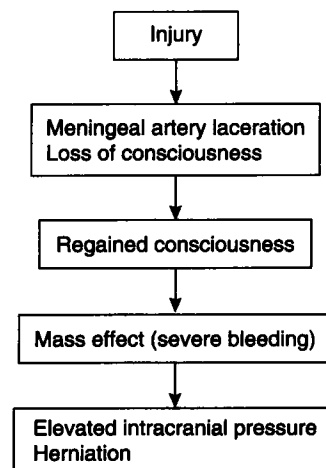 Injury
Meningeal artery laceration
Loss of consciousness
Regained consciousness
Mass effect (severe bleeding)
Elevated intracranial pressure
Herniation